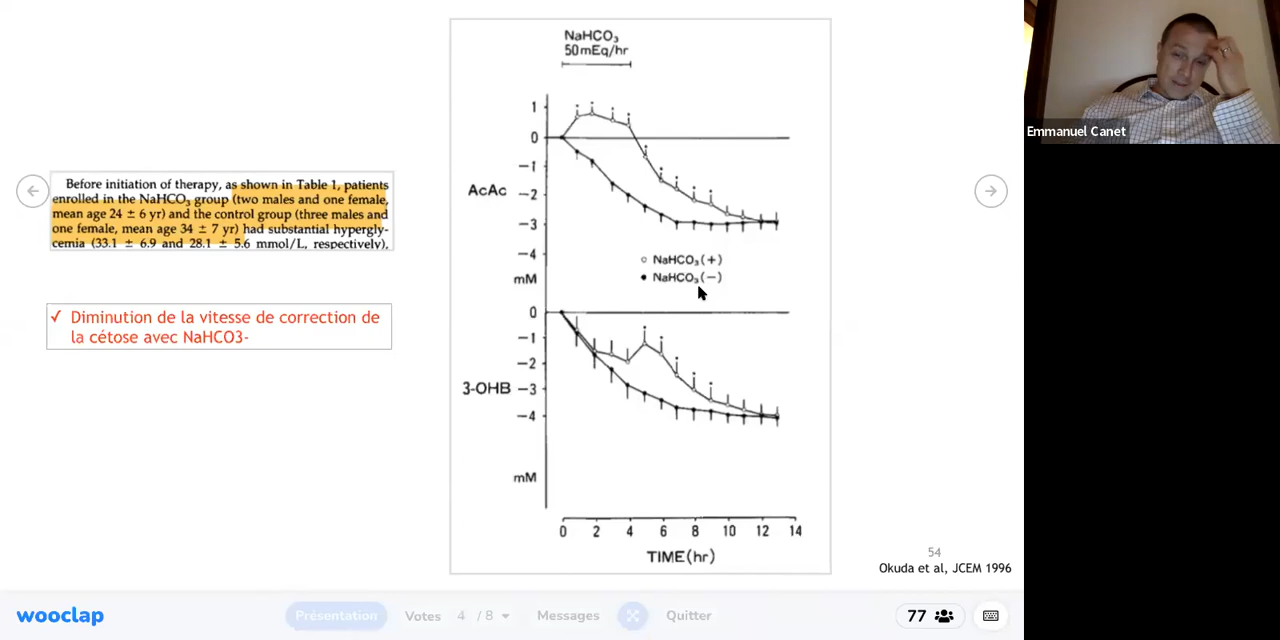 Before initiation of therapy, as shown in Table 1, patients
enrolled in the NaHCO3 group (two males and one female,
mean age 24 ± 6 yr) and the control group (three males and
one female, mean age 34 ± 7 yr) had substantial hypergly-
cemia (33.1 ± 6.9 and 28.1 ± 5.6 mmol/L, respectively).
✓ Diminution de la vitesse de correction de
la cétose avec NaHCO3-
NaHCO3
50mEq/hr
1
0
-1
AcAc -2
-3
-4
mM
○ NaHCO3(+)
● NaHCO3(−)
0
-1
-2
3-OHB -3
-4
mM
0 2 4 6 8 10 12 14
TIME(hr)
54
Okuda et al, JCEM 1996
Emmanuel Canet
wooclap
Présentation
Votes 4 / 8
Messages
Quitter
77